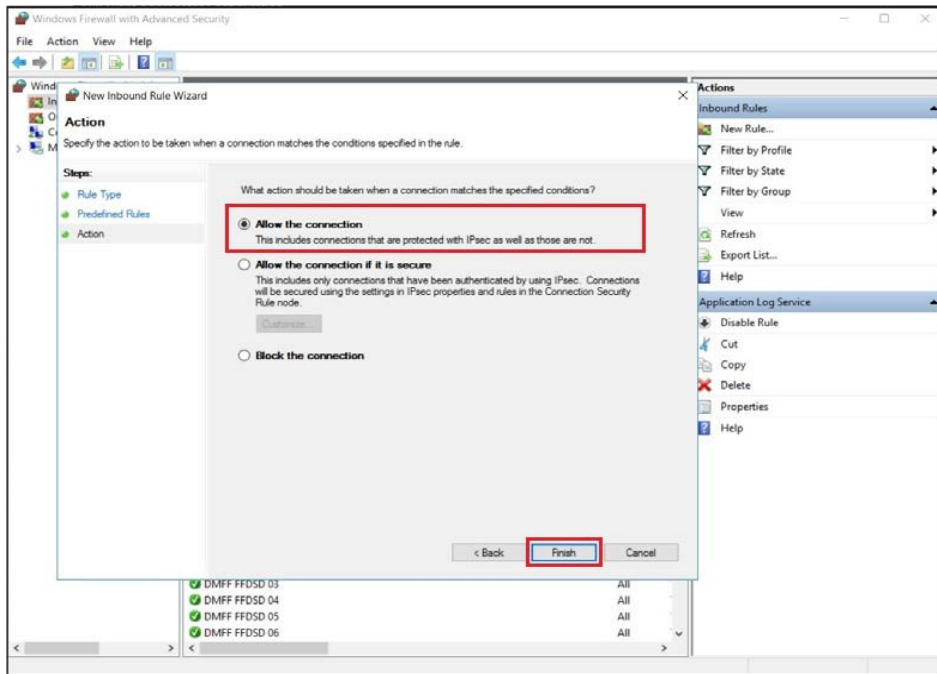 Windows Firewall with Advanced Security
File Action View Help
Wind
In
O
C
M
New Inbound Rule Wizard
Action
Specify the action to be taken when a connection matches the conditions specified in the rule.
Steps:
Rule Type
Predefined Rules
Action
What action should be taken when a connection matches the specified conditions?
Allow the connection
This includes connections that are protected with IPsec as well as those are not.
Allow the connection if it is secure
This includes only connections that have been authenticated by using IPsec. Connections
will be secured using the settings in IPsec properties and rules in the Connection Security
Rule node.
Customize...
Block the connection
< Back Finish Cancel
DMFF FFDSD 03 All
DMFF FFDSD 04 All
DMFF FFDSD 05 All
DMFF FFDSD 06 All
Actions
Inbound Rules
New Rule...
Filter by Profile
Filter by State
Filter by Group
View
Refresh
Export List...
Help
Application Log Service
Disable Rule
Cut
Copy
Delete
Properties
Help